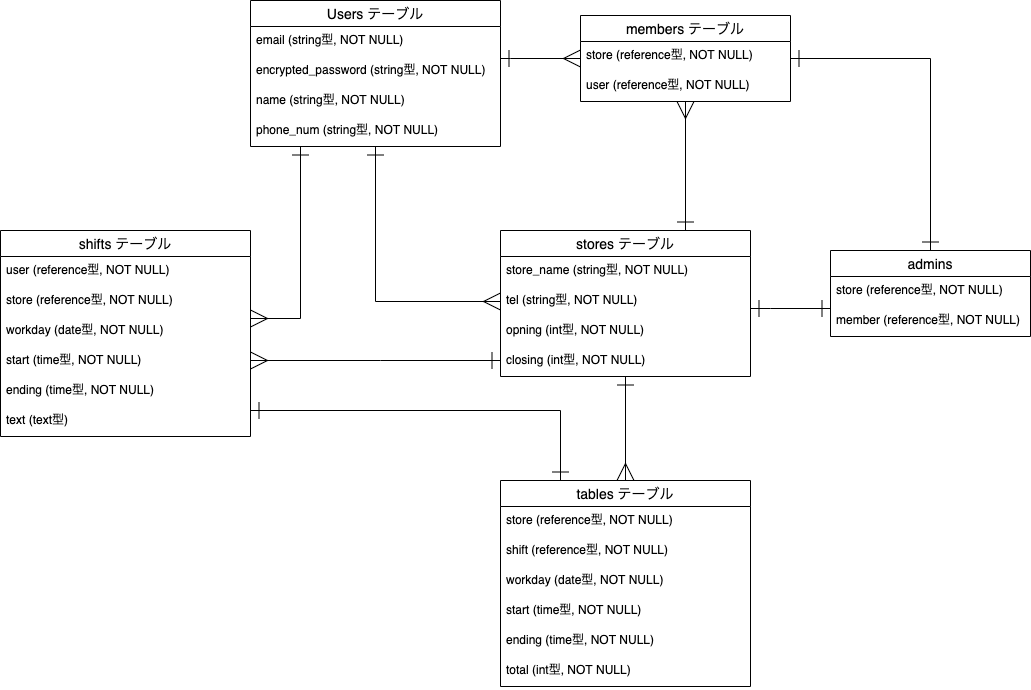 Users テーブル
email (string型, NOT NULL)
encrypted_password (string型, NOT NULL)
name (string型, NOT NULL)
phone_num (string型, NOT NULL)
members テーブル
store (reference型, NOT NULL)
user (reference型, NOT NULL)
shifts テーブル
user (reference型, NOT NULL)
store (reference型, NOT NULL)
workday (date型, NOT NULL)
start (time型, NOT NULL)
ending (time型, NOT NULL)
text (text型)
stores テーブル
store_name (string型, NOT NULL)
tel (string型, NOT NULL)
opning (int型, NOT NULL)
closing (int型, NOT NULL)
admins
store (reference型, NOT NULL)
member (reference型, NOT NULL)
tables テーブル
store (reference型, NOT NULL)
shift (reference型, NOT NULL)
workday (date型, NOT NULL)
start (time型, NOT NULL)
ending (time型, NOT NULL)
total (int型, NOT NULL)